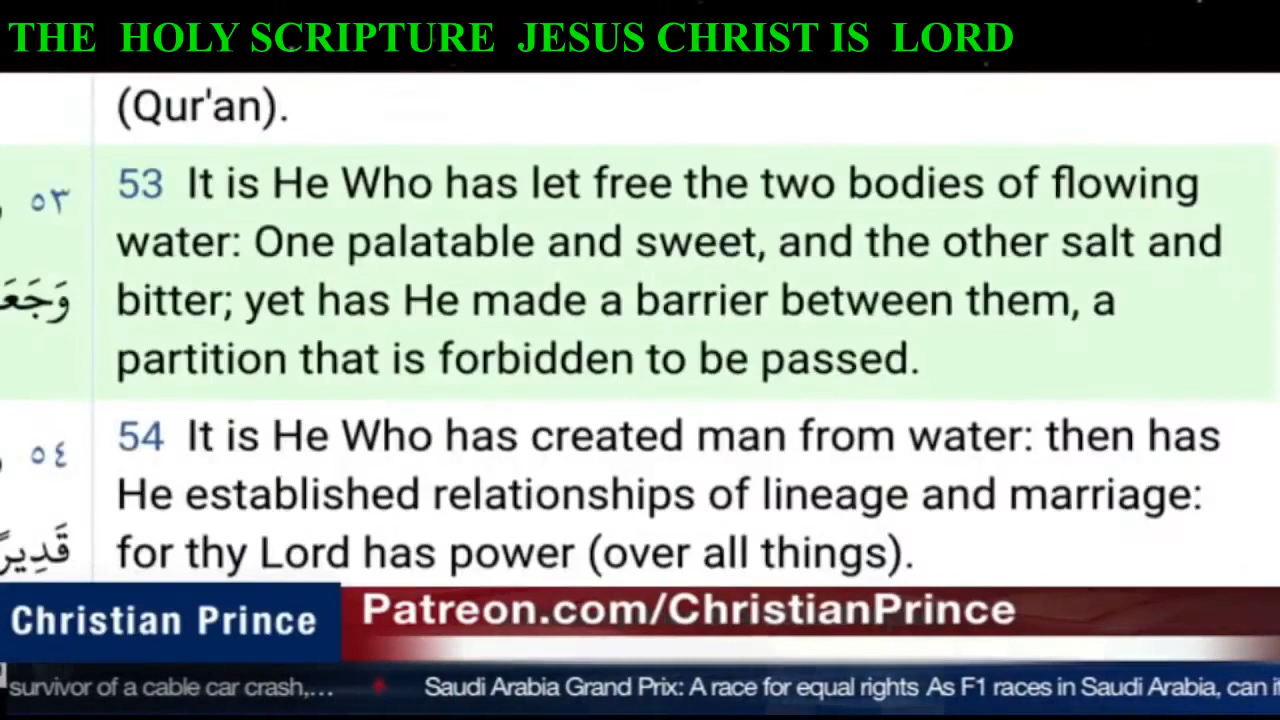 THE HOLY SCRIPTURE JESUS CHRIST IS LORD
(Qur'an).
٥٣
53 It is He Who has let free the two bodies of flowing
water: One palatable and sweet, and the other salt and
وَجَعَ
bitter; yet has He made a barrier between them, a
partition that is forbidden to be passed.
٥٤
54 It is He Who has created man from water: then has
He established relationships of lineage and marriage:
قَدِيرً
for thy Lord has power (over all things).
Christian Prince
Patreon.com/ChristianPrince
survivor of a cable car crash,... Saudi Arabia Grand Prix: A race for equal rights As F1 races in Saudi Arabia, can